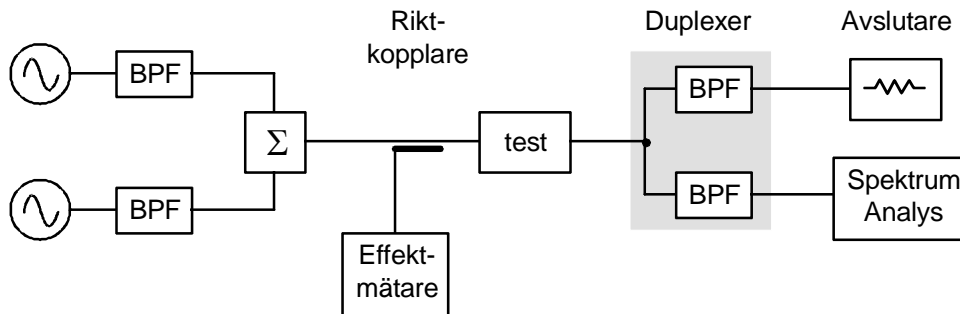 Rikt-
kopplare
Duplexer
Avslutare
BPF
BPF
Σ
test
BPF
BPF
Spektrum
Analys
Effekt-
mätare